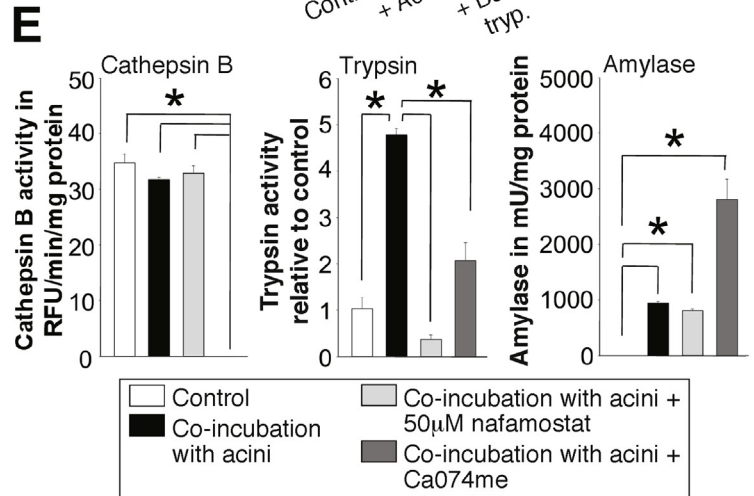 E
tryp.
Cathepsin B
Cathepsin B activity in
RFU/min/mg protein
50
40
30
20
10
0
*
Trypsin
Trypsin activity
relative to control
6
5
4
3
2
1
0
*
*
Amylase
Amylase in mU/mg protein
5000
4000
3000
2000
1000
0
*
*
Control
Co-incubation
with acini
Co-incubation with acini +
50µM nafamostat
Co-incubation with acini +
Ca074me